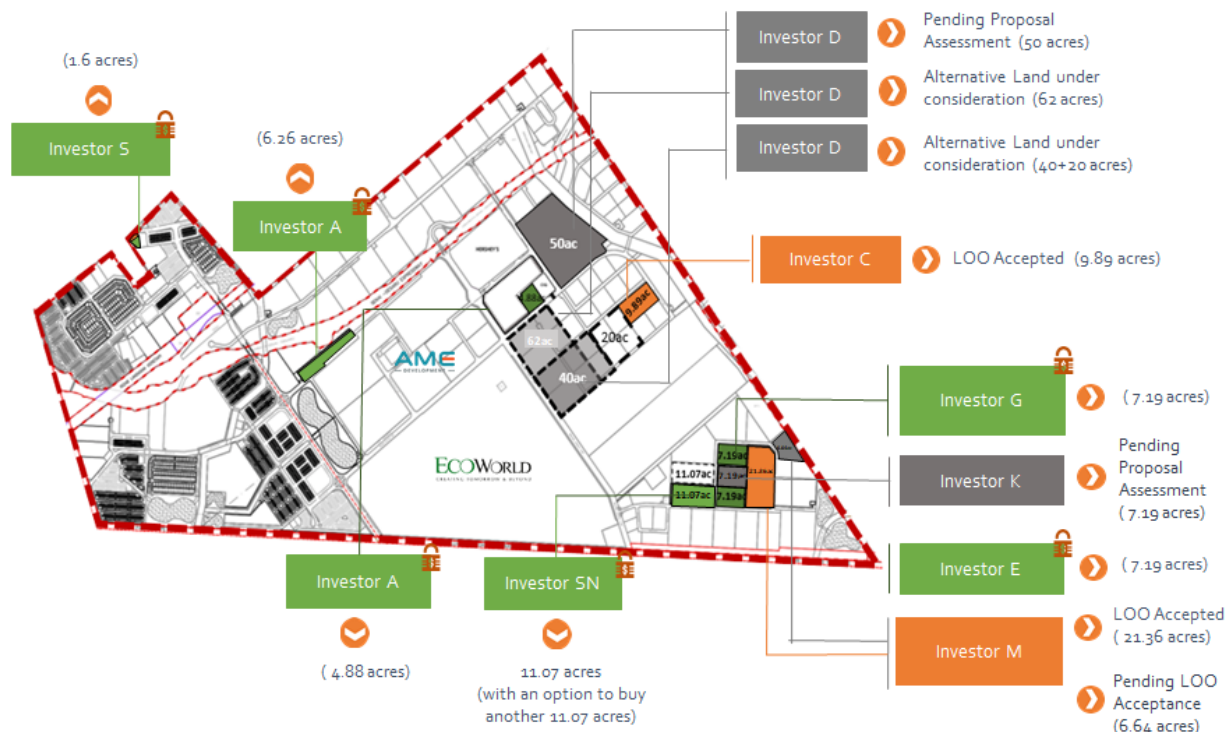 (1.6 acres)
Investor S
(6.26 acres)
Investor A
Investor D
Pending Proposal
Assessment (50 acres)
Investor D
Alternative Land under
consideration (62 acres)
Investor D
Alternative Land under
consideration (40+20 acres)
Investor C
LOO Accepted (9.89 acres)
50ac
9.89ac
62ac
20ac
40ac
AME
DEVELOPMENT
ECOWORLD
CREATING TOMORROW & BEYOND
7.19ac
11.07ac
7.19ac
21.36ac
11.07ac
7.19ac
Investor G
( 7.19 acres)
Investor K
Pending
Proposal
Assessment
( 7.19 acres)
Investor E
( 7.19 acres)
Investor M
LOO Accepted
( 21.36 acres)
Pending LOO
Acceptance
(6.64 acres)
Investor A
( 4.88 acres)
Investor SN
11.07 acres
(with an option to buy
another 11.07 acres)